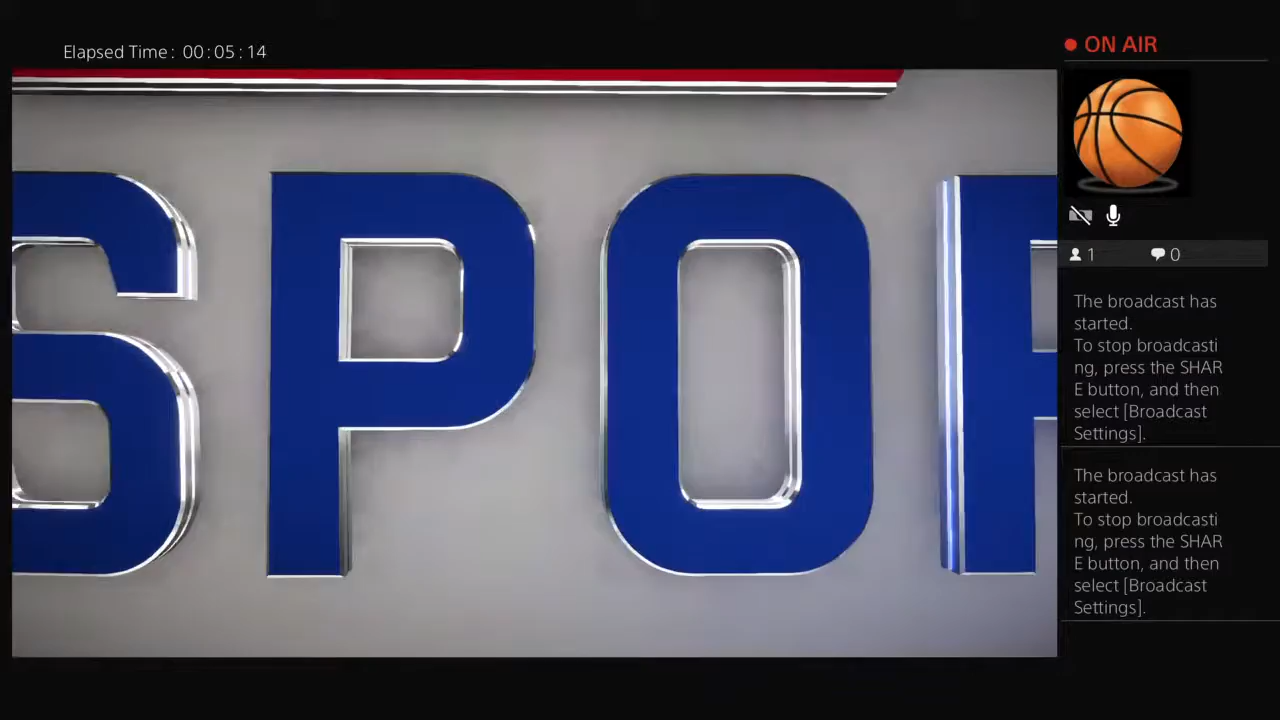 Elapsed Time: 00:05:14
ON AIR
SPOR
1 0
The broadcast has
started.
To stop broadcasti
ng, press the SHAR
E button, and then
select [Broadcast
Settings].
The broadcast has
started.
To stop broadcasti
ng, press the SHAR
E button, and then
select [Broadcast
Settings].